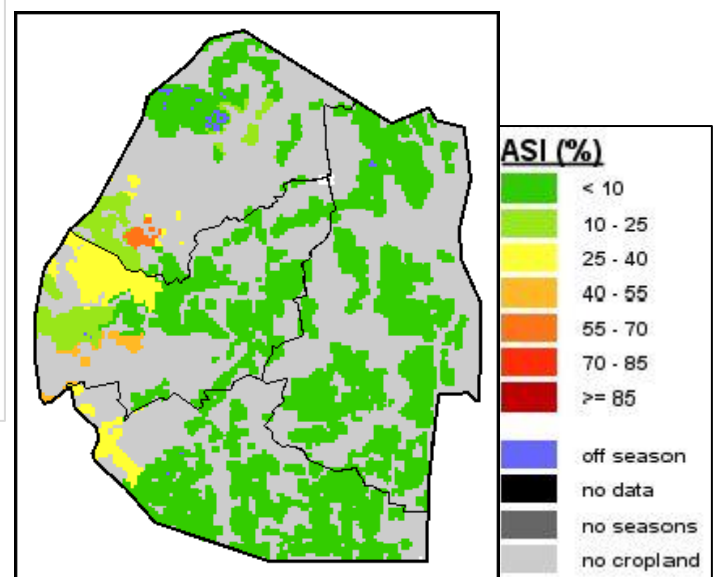 ASI (%)
< 10
10 - 25
25 - 40
40 - 55
55 - 70
70 - 85
>= 85
off season
no data
no seasons
no cropland